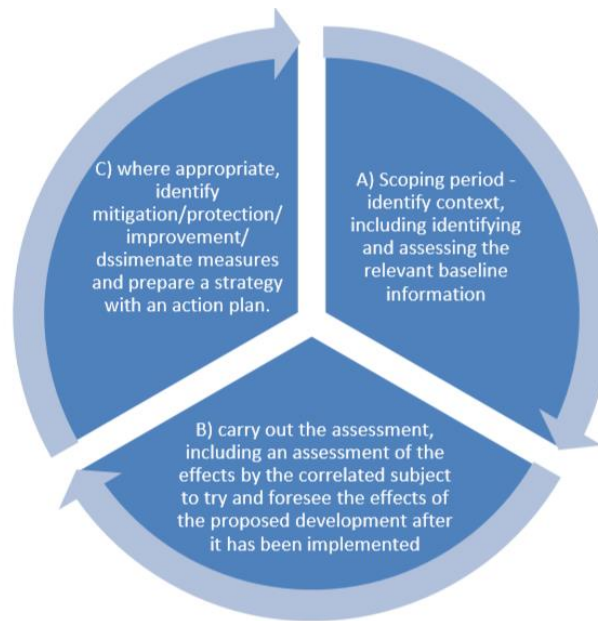 A) Scoping period -
identify context,
including identifying
and assessing the
relevant baseline
information
B) carry out the assessment,
including an assessment of the
effects by the correlated subject
to try and foresee the effects of
the proposed development after
it has been implemented
C) where appropriate,
identify
mitigation/protection/
improvement/
dssimenate measures
and prepare a strategy
with an action plan.